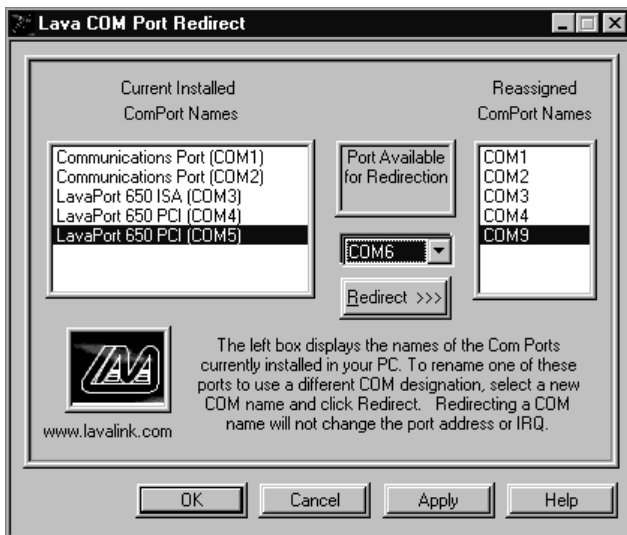 Lava COM Port Redirect
Current Installed
ComPort Names
Communications Port (COM1)
Communications Port (COM2)
LavaPort 650 ISA (COM3)
LavaPort 650 PCI (COM4)
LavaPort 650 PCI (COM5)
Port Available
for Redirection
COM6
Redirect >>>
Reassigned
ComPort Names
COM1
COM2
COM3
COM4
COM9
LAVA
www.lavalink.com
The left box displays the names of the Com Ports
currently installed in your PC. To rename one of these
ports to use a different COM designation, select a new
COM name and click Redirect. Redirecting a COM
name will not change the port address or IRQ.
OK
Cancel
Apply
Help